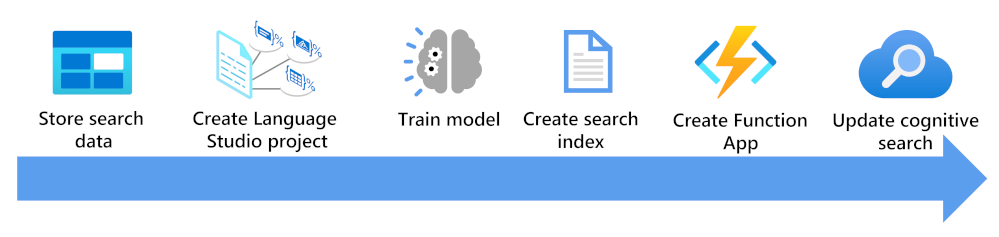 Store search
data
Create Language
Studio project
Train model
Create search
index
Create Function
App
Update cognitive
search